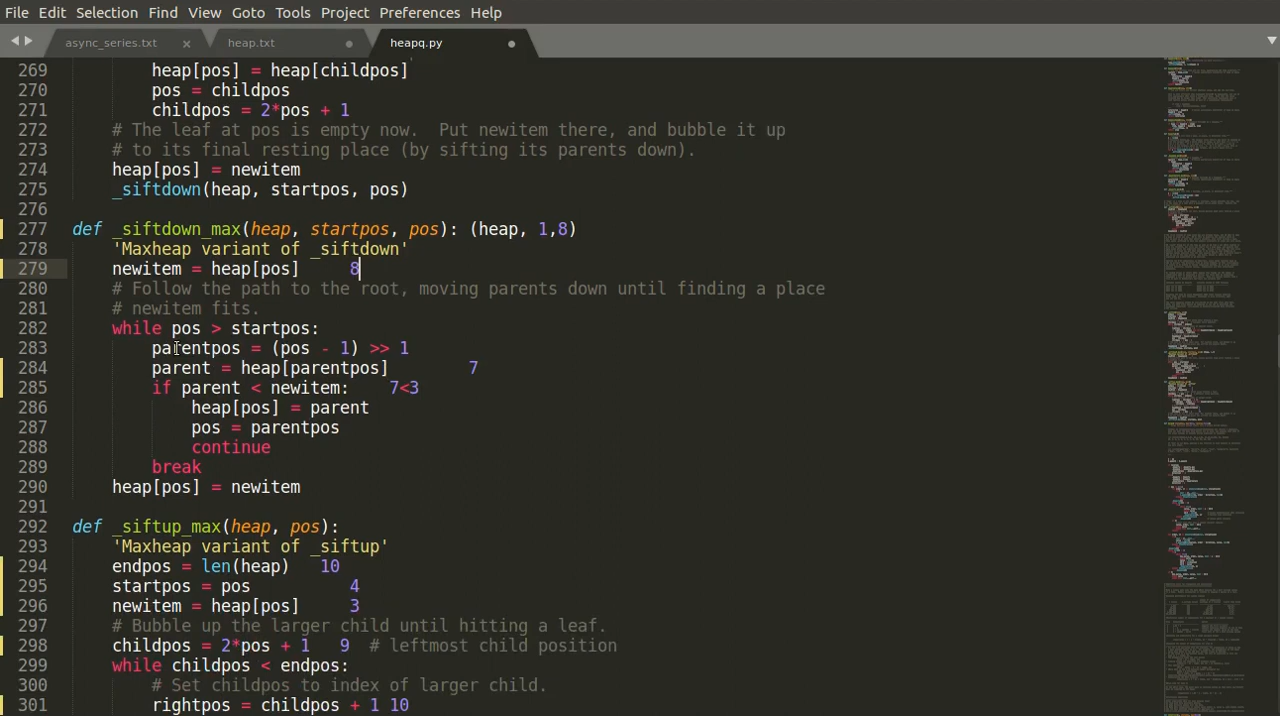 File Edit Selection Find View Goto Tools Project Preferences Help
async_series.txt × heap.txt heapq.py
269 heap[pos] = heap[childpos]
270 pos = childpos
271 childpos = 2*pos + 1
272 # The leaf at pos is empty now.  Put newitem there, and bubble it up
273 # to its final resting place (by sifting its parents down).
274 heap[pos] = newitem
275 _siftdown(heap, startpos, pos)
276
277 def _siftdown_max(heap, startpos, pos): (heap, 1,8)
278 'Maxheap variant of _siftdown'
279 newitem = heap[pos] 8
280 # Follow the path to the root, moving parents down until finding a place
281 # newitem fits.
282 while pos > startpos:
283 parentpos = (pos - 1) >> 1
284 parent = heap[parentpos] 7
285 if parent < newitem: 7<3
286 heap[pos] = parent
287 pos = parentpos
288 continue
289 break
290 heap[pos] = newitem
291
292 def _siftup_max(heap, pos):
293 'Maxheap variant of _siftup'
294 endpos = len(heap) 10
295 startpos = pos 4
296 newitem = heap[pos] 3
297 # Bubble up the larger child until hitting a leaf.
298 childpos = 2*pos + 1 9 # leftmost child position
299 while childpos < endpos:
300 # Set childpos to index of larger child.
301 rightpos = childpos + 1 10